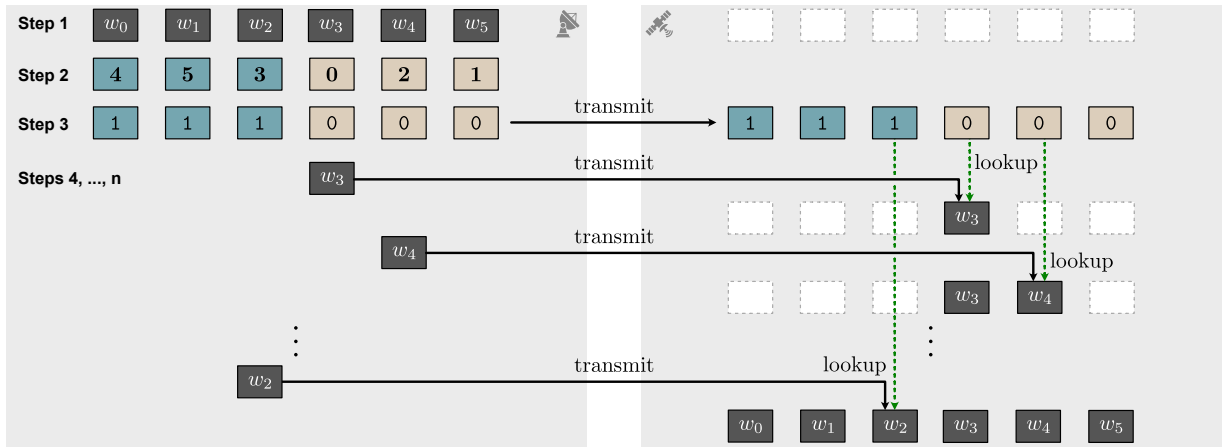 Step 1 w₀ w₁ w₂ w₃ w₄ w₅
Step 2 4 5 3 0 2 1
Step 3 1 1 1 0 0 0 transmit 1 1 1 0 0 0
transmit lookup
Steps 4, ..., n w₃
w₃
transmit
w₄ lookup
w₃ w₄
transmit lookup
w₂
w₀ w₁ w₂ w₃ w₄ w₅